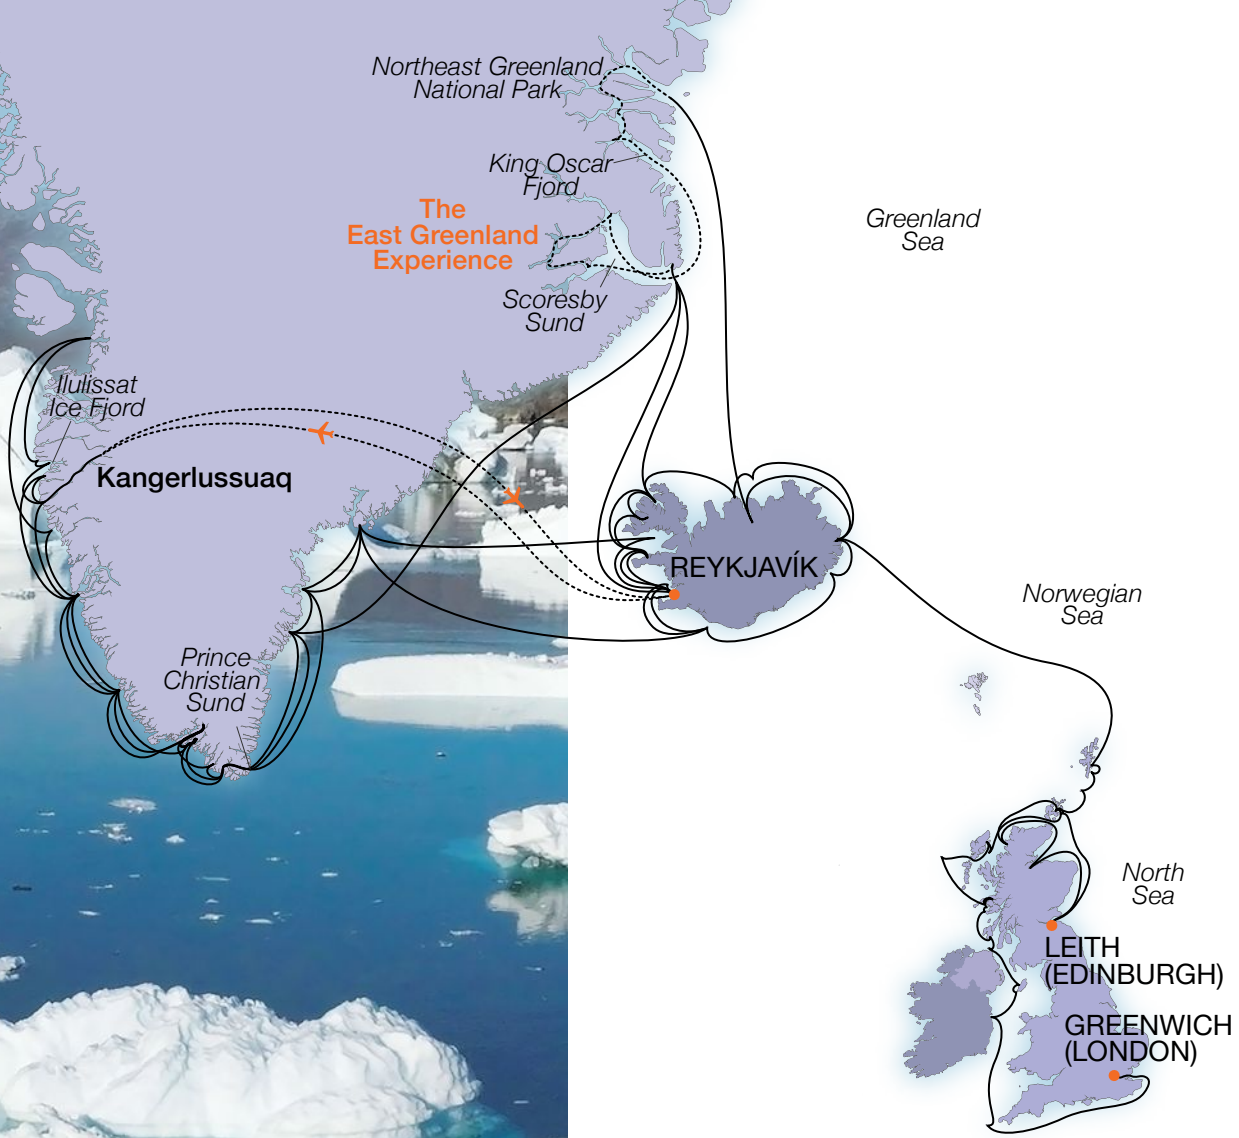 Northeast Greenland
National Park
King Oscar
Fjord
The
East Greenland
Experience
Greenland
Sea
Scoresby
Sund
Ilulissat
Ice Fjord
Kangerlussuaq
REYKJAVÍK
Norwegian
Sea
Prince
Christian
Sund
North
Sea
LEITH
(EDINBURGH)
GREENWICH
(LONDON)